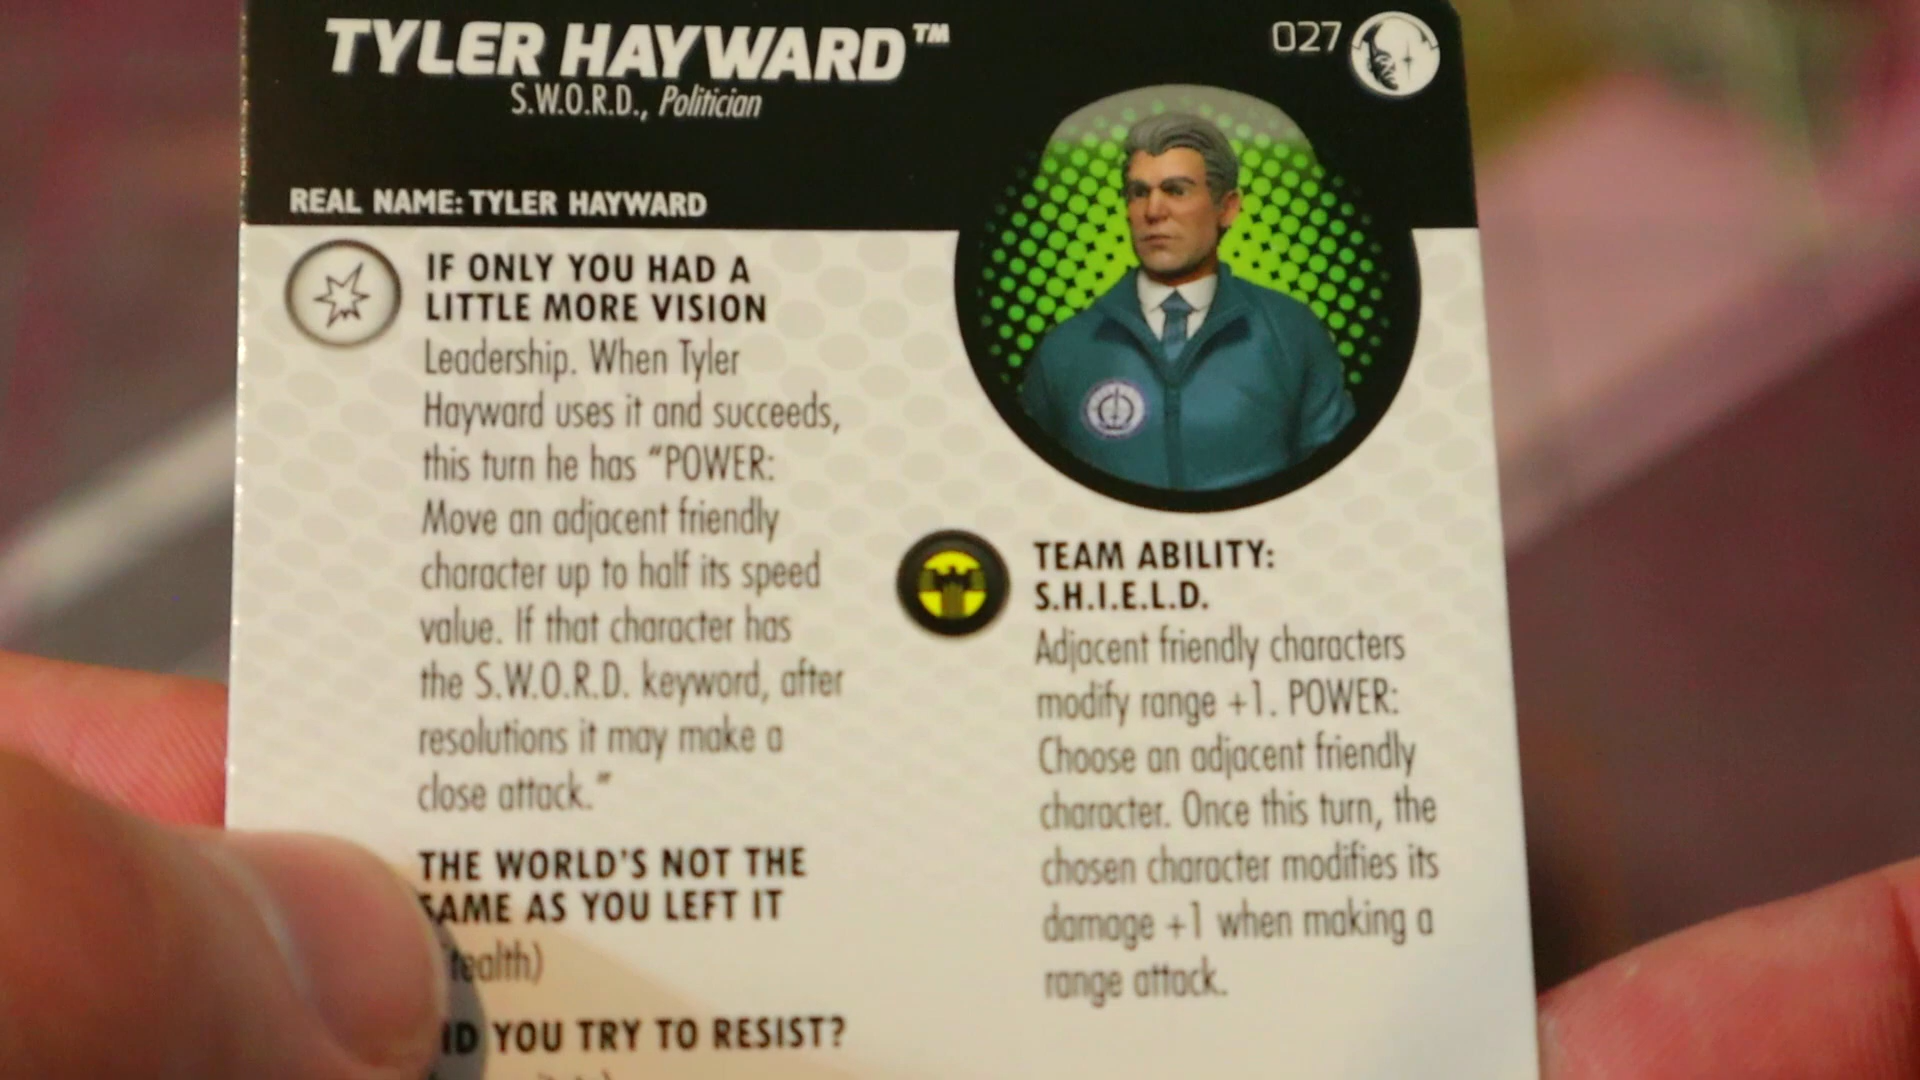 TYLER HAYWARD™
S.W.O.R.D., Politician
027
REAL NAME: TYLER HAYWARD
IF ONLY YOU HAD A
LITTLE MORE VISION
Leadership. When Tyler
Hayward uses it and succeeds,
this turn he has "POWER:
Move an adjacent friendly
character up to half its speed
value. If that character has
the S.W.O.R.D. keyword, after
resolutions it may make a
close attack."
THE WORLD'S NOT THE
SAME AS YOU LEFT IT
tealth)
ID YOU TRY TO RESIST?
TEAM ABILITY:
S.H.I.E.L.D.
Adjacent friendly characters
modify range +1. POWER:
Choose an adjacent friendly
character. Once this turn, the
chosen character modifies its
damage +1 when making a
range attack.